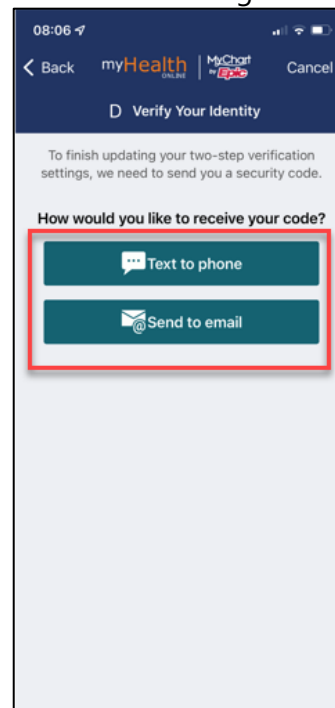 08:06
Back myHealth ONLINE MyChart by Epic Cancel
D Verify Your Identity
To finish updating your two-step verification
settings, we need to send you a security code.
How would you like to receive your code?
Text to phone
@Send to email